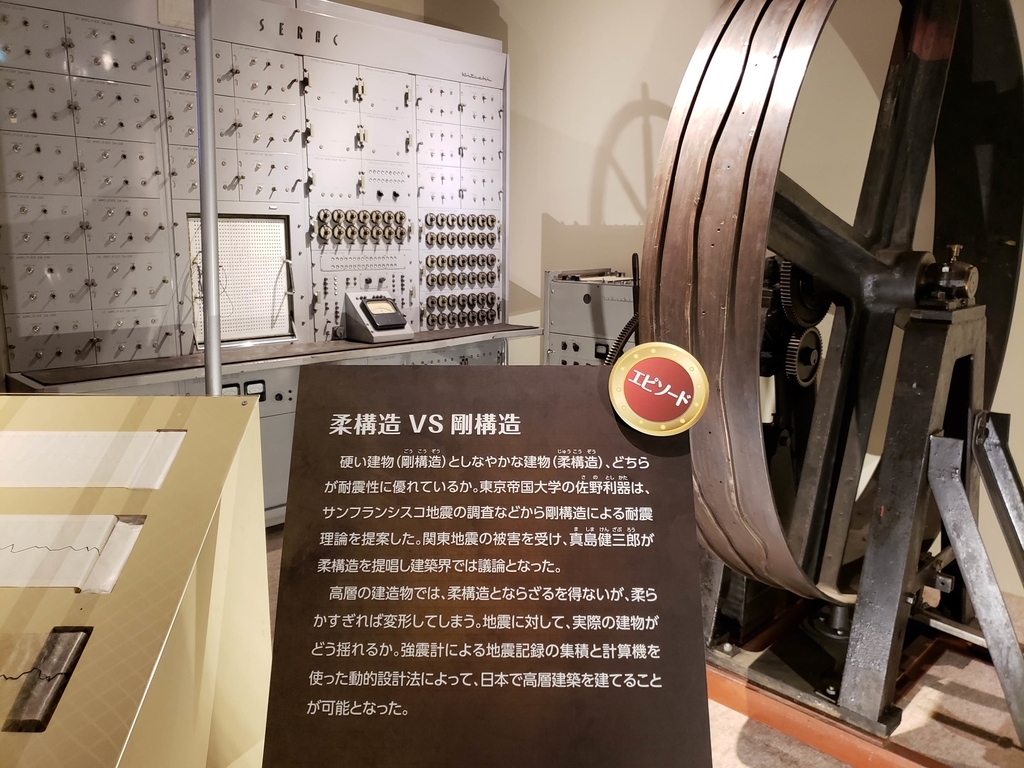 SERAC
エピソード
柔構造 VS 剛構造
硬い建物(剛構造)としなやかな建物(柔構造)、どちら
が耐震性に優れているか。東京帝国大学の佐野利器は、
サンフランシスコ地震の調査などから剛構造による耐震
理論を提案した。関東地震の被害を受け、真島健三郎が
柔構造を提唱し建築界では議論となった。
高層の建造物では、柔構造とならざるを得ないが、柔ら
かすぎれば変形してしまう。地震に対して、実際の建物が
どう揺れるか。強震計による地震記録の集積と計算機を
使った動的設計法によって、日本で高層建築を建てること
が可能となった。